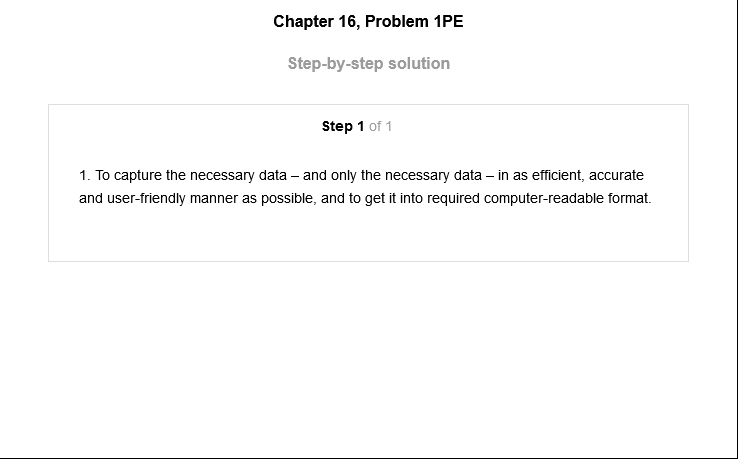 Chapter 16, Problem 1PE
Step-by-step solution
Step 1 of 1
1. To capture the necessary data – and only the necessary data – in as efficient, accurate
and user-friendly manner as possible, and to get it into required computer-readable format.